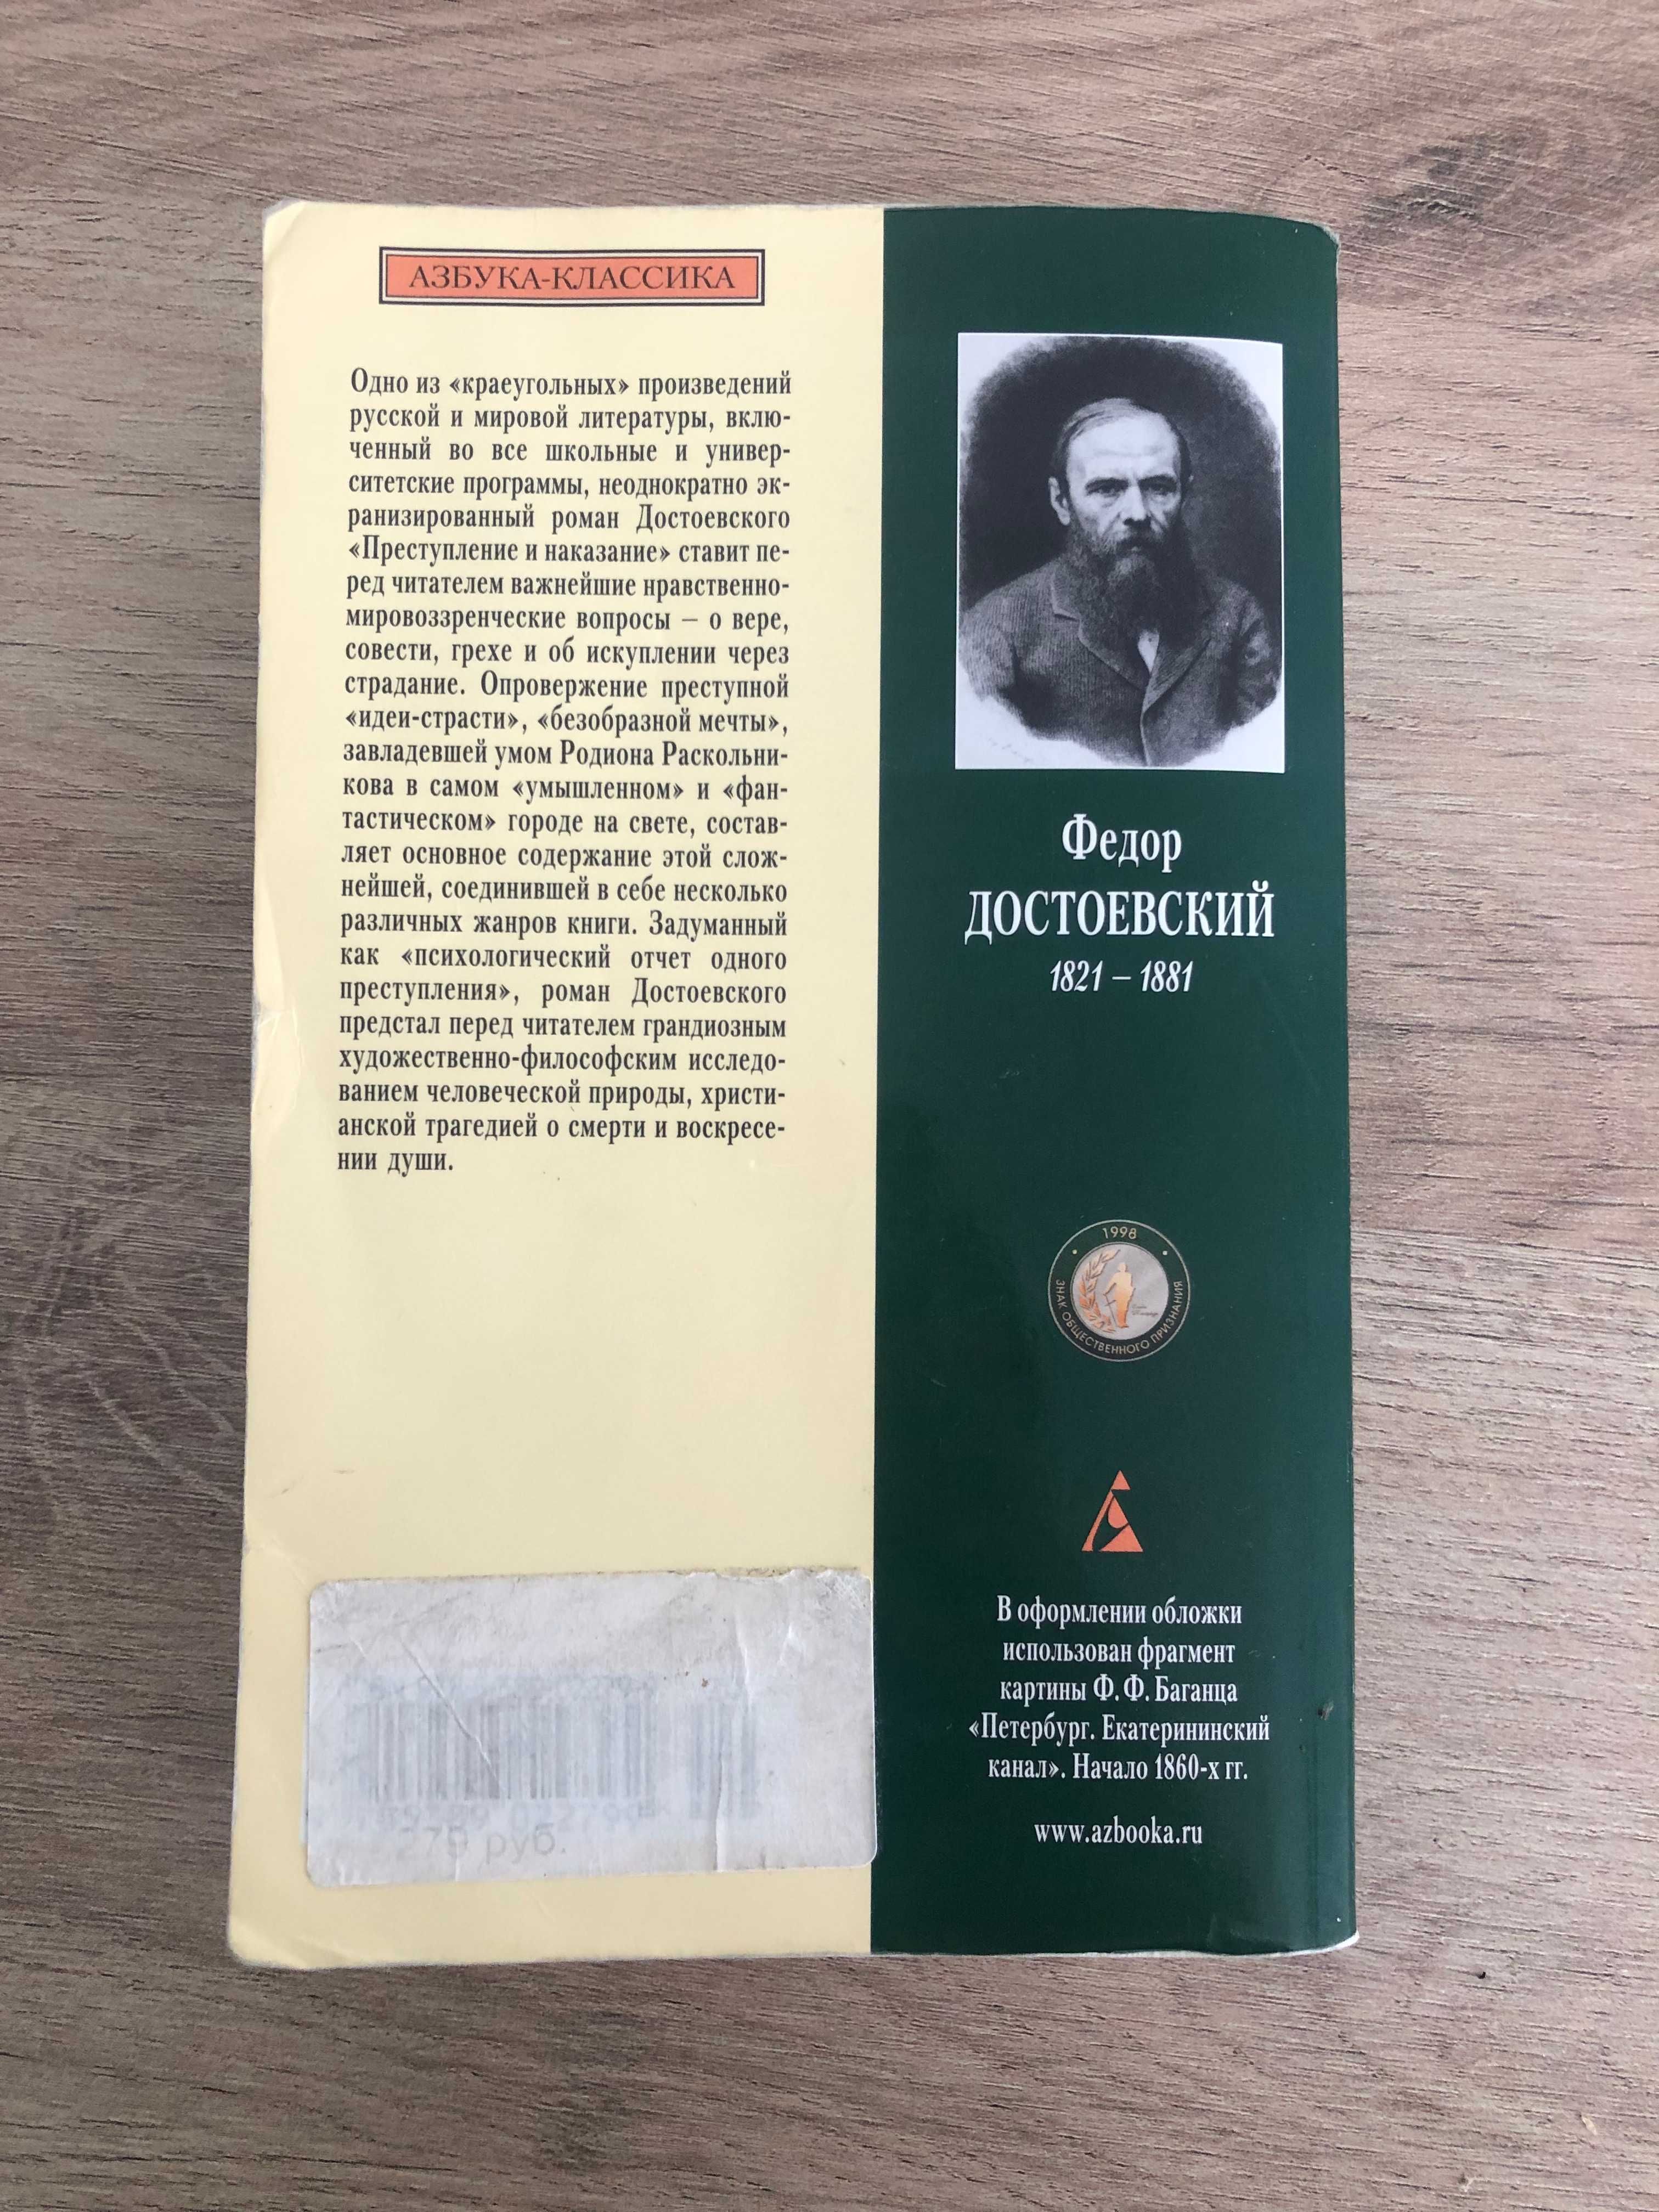 АЗБУКА-КЛАССИКА
Одно из «краеугольных» произведений
русской и мировой литературы, вклю-
ченный во все школьные и универ-
ситетские программы, неоднократно эк-
ранизированный роман Достоевского
«Преступление и наказание» ставит пе-
ред читателем важнейшие нравственно-
мировоззренческие вопросы – о вере,
совести, грехе и об искуплении через
страдание. Опровержение преступной
«идеи-страсти», «безобразной мечты»,
завладевшей умом Родиона Раскольни-
кова в самом «умышленном» и «фан-
тастическом» городе на свете, состав-
ляет основное содержание этой слож-
нейшей, соединившей в себе несколько
различных жанров книги. Задуманный
как «психологический отчет одного
преступления», роман Достоевского
предстал перед читателем грандиозным
художественно-философским исследо-
ванием человеческой природы, христи-
анской трагедией о смерти и воскресе-
нии души.
руб.
Федор
ДОСТОЕВСКИЙ
1821 – 1881
1998
ЗНАК ОБЩЕСТВЕННОГО ПРИЗНАНИЯ
В оформлении обложки
использован фрагмент
картины Ф. Ф. Баганца
«Петербург. Екатерининский
канал». Начало 1860-х гг.
www.azbooka.ru